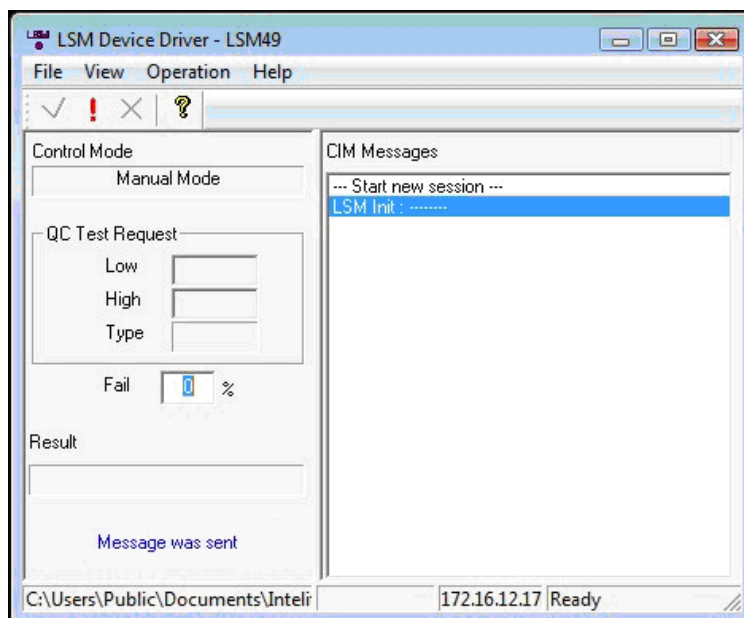 LSM Device Driver - LSM49
File View Operation Help
Control Mode
Manual Mode
QC Test Request
Low
High
Type
Fail 0 %
Result
Message was sent
CIM Messages
--- Start new session ---
LSM Init : --------
C:\Users\Public\Documents\Intelir 172.16.12.17 Ready